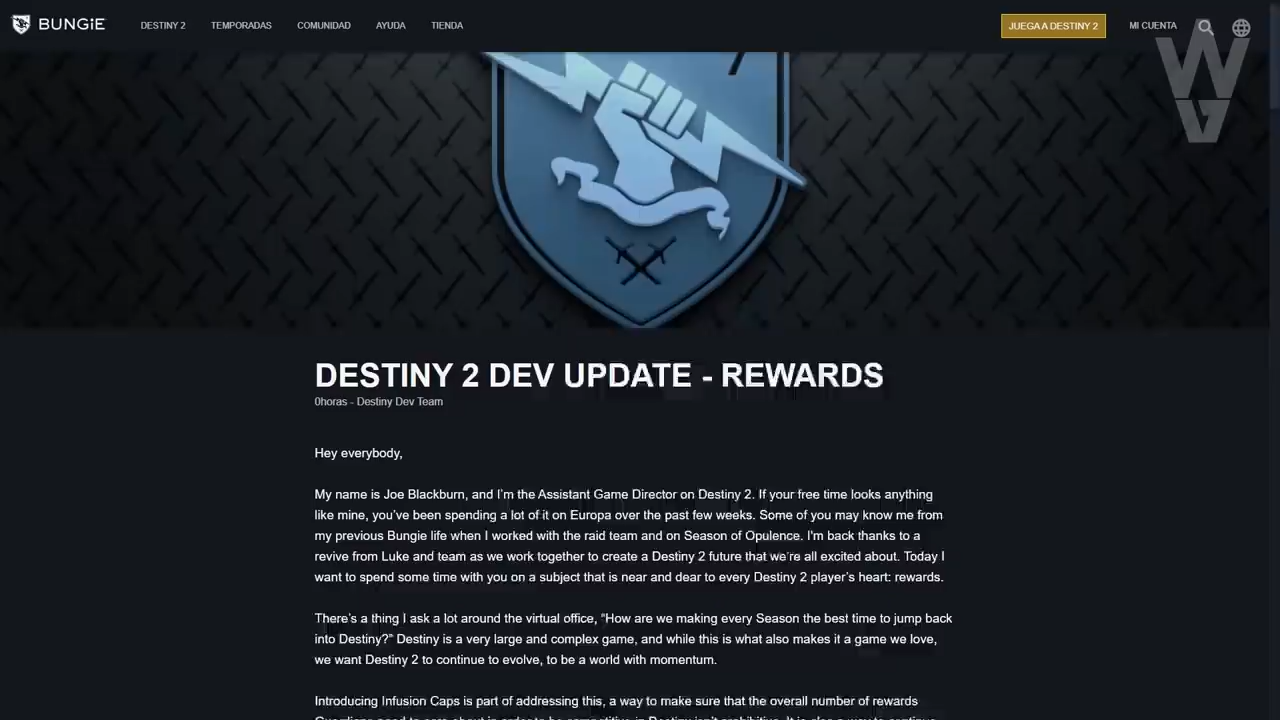 BUNGiE DESTINY 2 TEMPORADAS COMUNIDAD AYUDA TIENDA JUEGA A DESTINY 2 MI CUENTA
WG
DESTINY 2 DEV UPDATE - REWARDS
0horas - Destiny Dev Team
Hey everybody,
My name is Joe Blackburn, and I'm the Assistant Game Director on Destiny 2. If your free time looks anything
like mine, you've been spending a lot of it on Europa over the past few weeks. Some of you may know me from
my previous Bungie life when I worked with the raid team and on Season of Opulence. I'm back thanks to a
revive from Luke and team as we work together to create a Destiny 2 future that we're all excited about. Today I
want to spend some time with you on a subject that is near and dear to every Destiny 2 player's heart: rewards.
There's a thing I ask a lot around the virtual office, "How are we making every Season the best time to jump back
into Destiny?" Destiny is a very large and complex game, and while this is what also makes it a game we love,
we want Destiny 2 to continue to evolve, to be a world with momentum.
Introducing Infusion Caps is part of addressing this, a way to make sure that the overall number of rewards